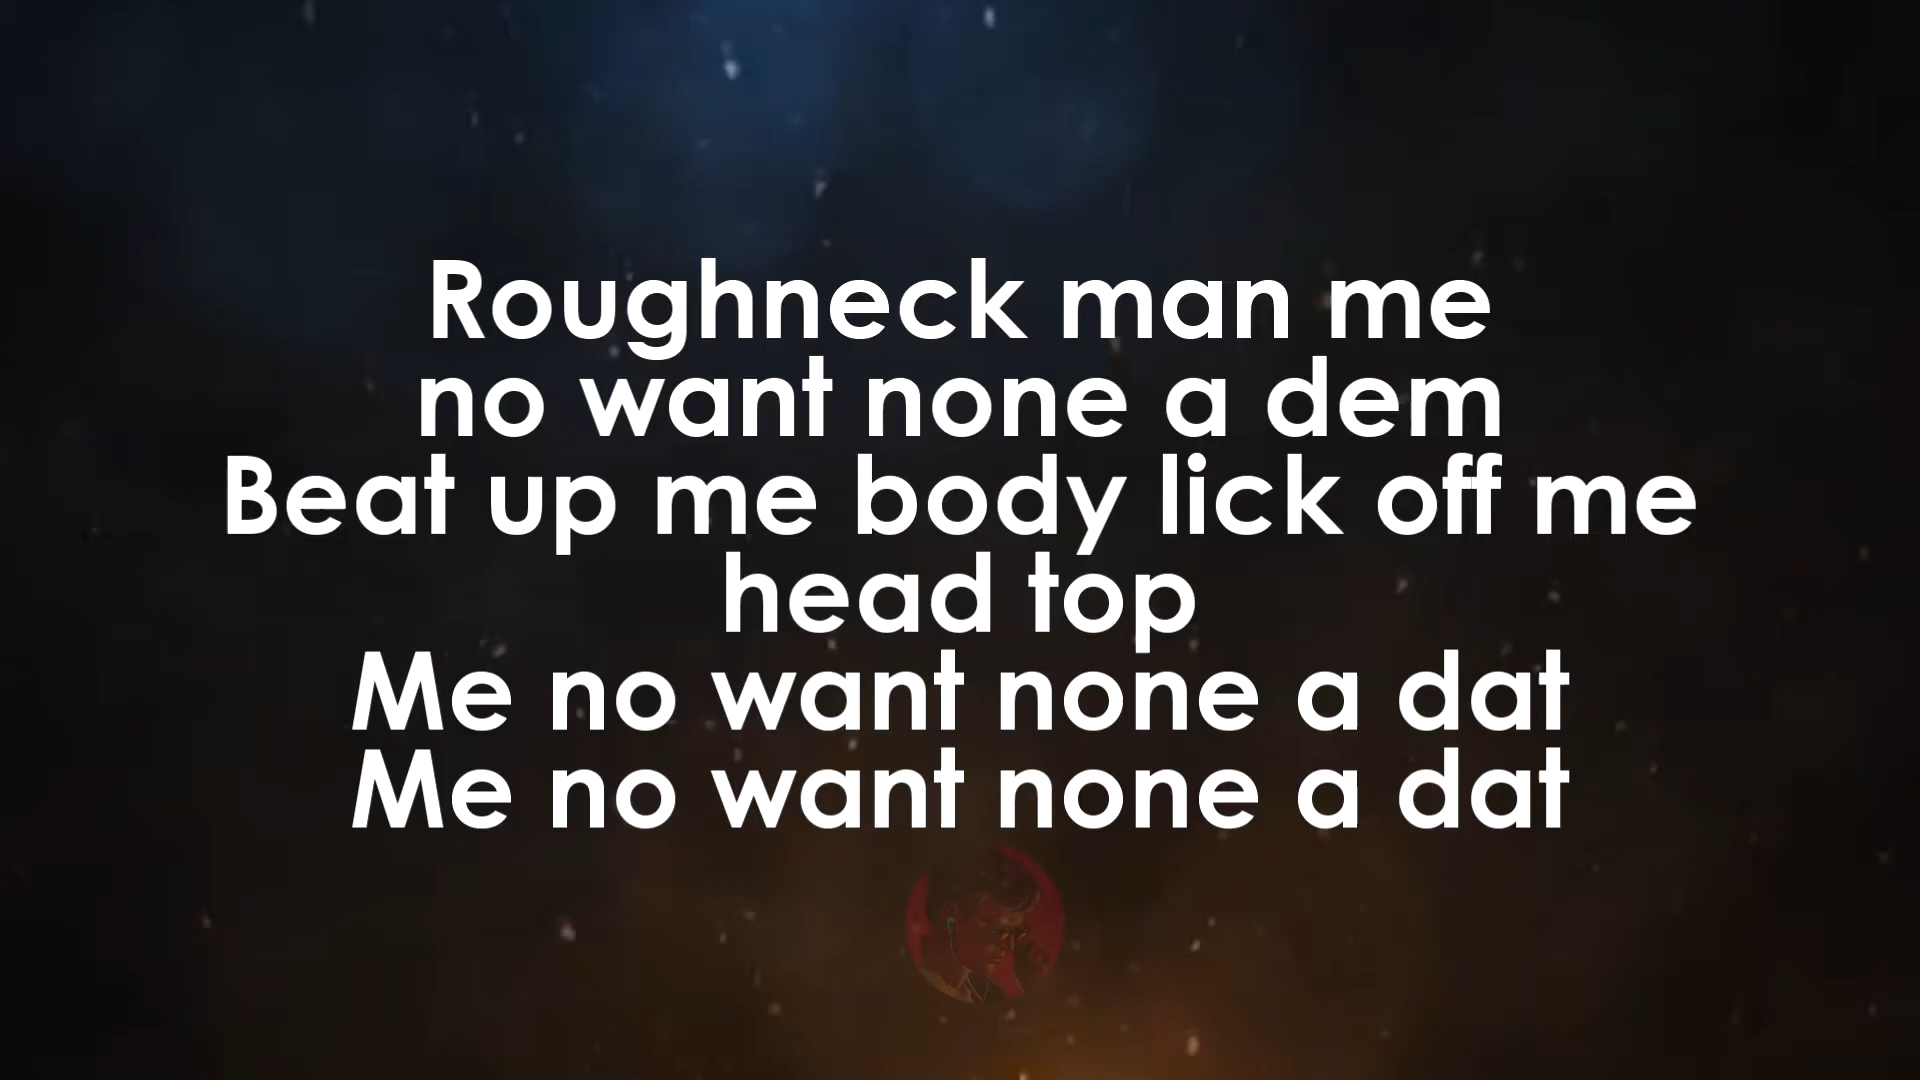 Roughneck man me
no want none a dem
Beat up me body lick off me
head top
Me no want none a dat
Me no want none a dat